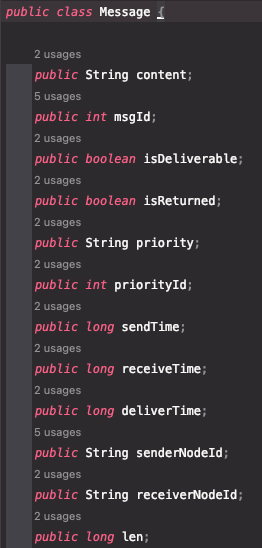 public class Message {
2 usages
public String content;
5 usages
public int msgId;
2 usages
public boolean isDeliverable;
2 usages
public boolean isReturned;
2 usages
public String priority;
2 usages
public int priorityId;
2 usages
public long sendTime;
2 usages
public long receiveTime;
2 usages
public long deliverTime;
5 usages
public String senderNodeId;
2 usages
public String receiverNodeId;
2 usages
public long len;